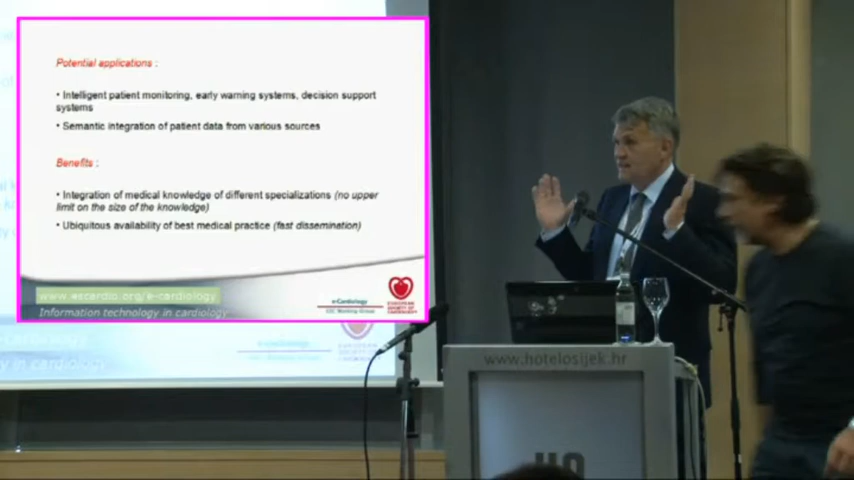 Potential applications :
• Intelligent patient monitoring, early warning systems, decision support
systems
• Semantic integration of patient data from various sources
Benefits :
• Integration of medical knowledge of different specializations (no upper
limit on the size of the knowledge)
• Ubiquitous availability of best medical practice (fast dissemination)
www.escardio.org/e-cardiology
Information technology in cardiology
e-Cardiology
ESC Working Group
EUROPEAN
SOCIETY OF
CARDIOLOGY
www.hotelosijek.hr